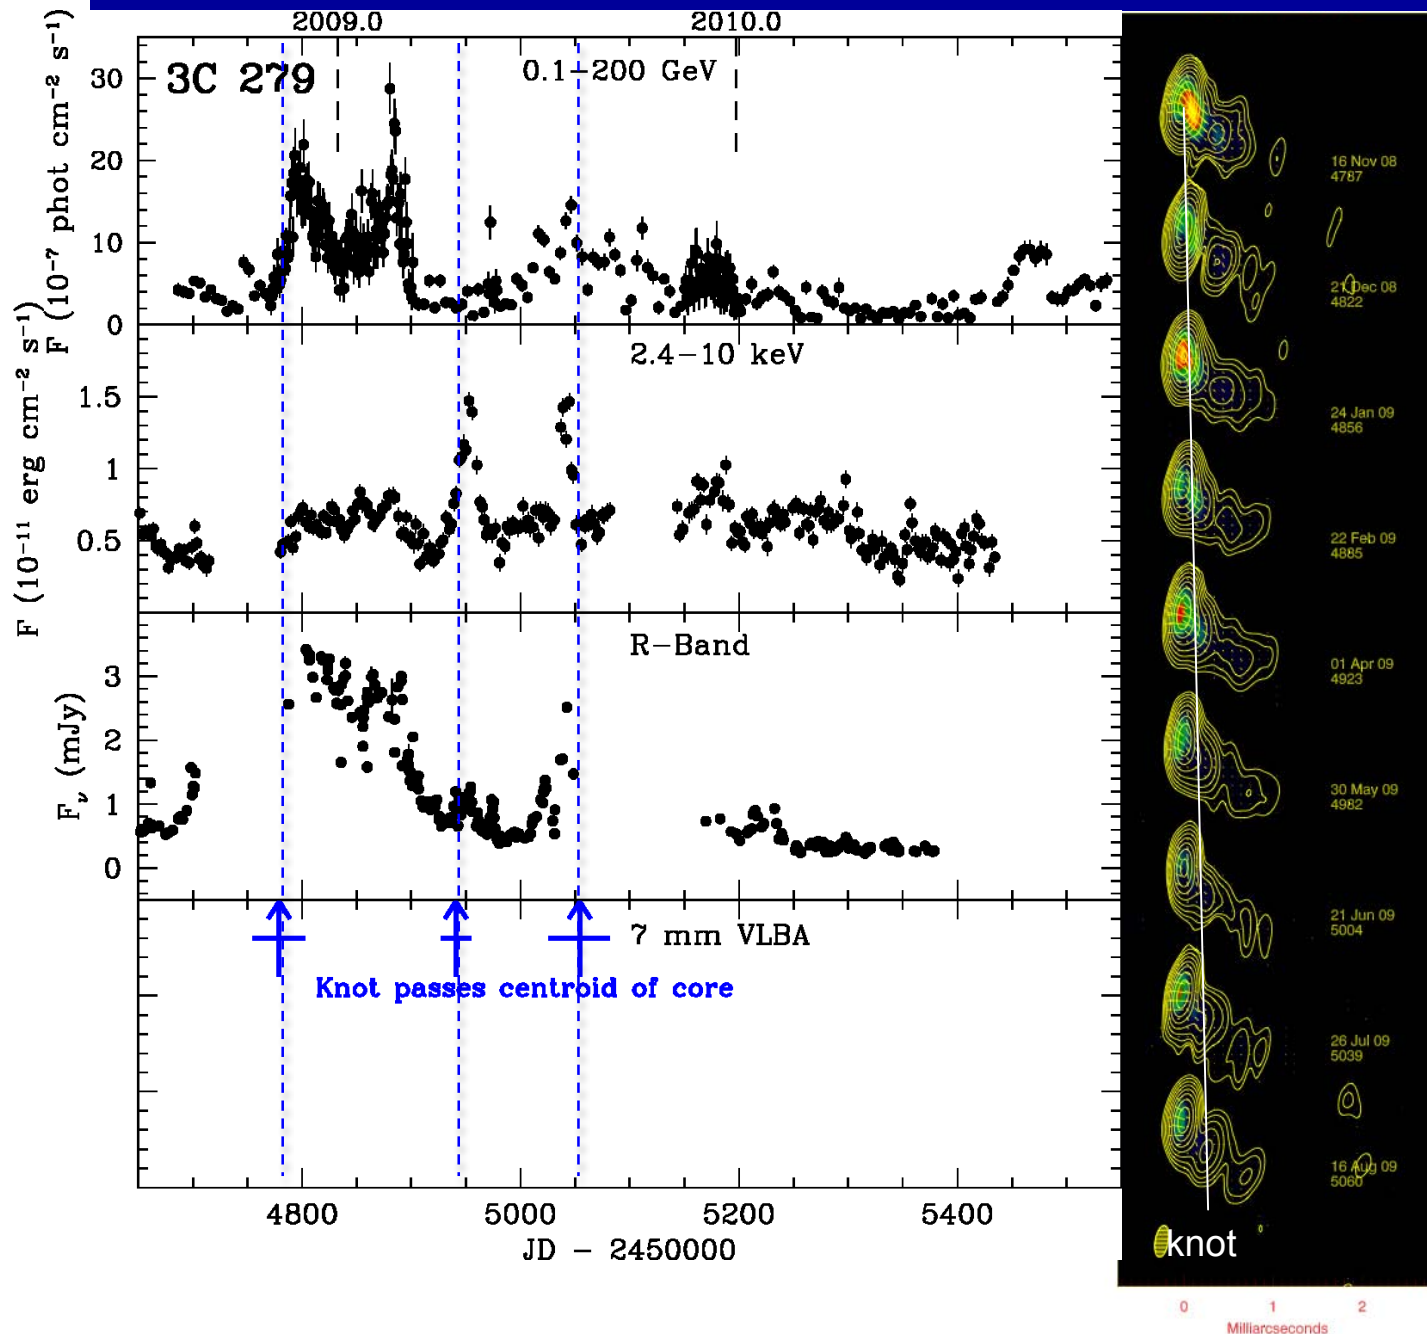 2009.0
2010.0
3C 279
0.1−200 GeV
F (10⁻⁷ phot cm⁻² s⁻¹)
30
20
10
0
2.4−10 keV
F (10⁻¹¹ erg cm⁻² s⁻¹)
1.5
1
0.5
R−Band
F_ν (mJy)
3
2
1
0
7 mm VLBA
Knot passes centroid of core
4800
5000
5200
5400
JD − 2450000
16 Nov 08
4787
21 Dec 08
4822
24 Jan 09
4856
22 Feb 09
4885
01 Apr 09
4923
30 May 09
4982
21 Jun 09
5004
26 Jul 09
5039
16 Aug 09
5060
knot
0
1
2
Milliarcseconds